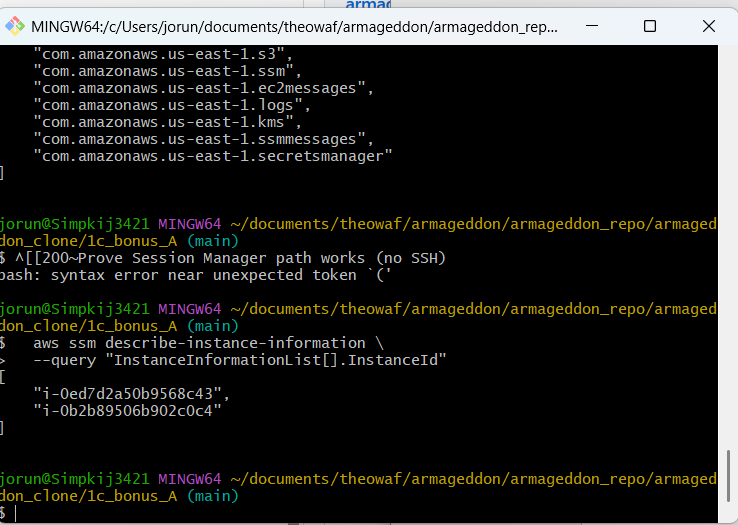 armag
MINGW64:/c/Users/jorun/documents/theowaf/armageddon/armageddon_rep...
"com.amazonaws.us-east-1.s3",
"com.amazonaws.us-east-1.ssm",
"com.amazonaws.us-east-1.ec2messages",
"com.amazonaws.us-east-1.logs",
"com.amazonaws.us-east-1.kms",
"com.amazonaws.us-east-1.ssmmessages",
"com.amazonaws.us-east-1.secretsmanager"
]
jorun@Simpkij3421 MINGW64 ~/documents/theowaf/armageddon/armageddon_repo/armaged
don_clone/1c_bonus_A (main)
$ ^[[200~Prove Session Manager path works (no SSH)
bash: syntax error near unexpected token `('
jorun@Simpkij3421 MINGW64 ~/documents/theowaf/armageddon/armageddon_repo/armaged
don_clone/1c_bonus_A (main)
$   aws ssm describe-instance-information \
>   --query "InstanceInformationList[].InstanceId"
[
"i-0ed7d2a50b9568c43",
"i-0b2b89506b902c0c4"
]
jorun@Simpkij3421 MINGW64 ~/documents/theowaf/armageddon/armageddon_repo/armaged
don_clone/1c_bonus_A (main)
$